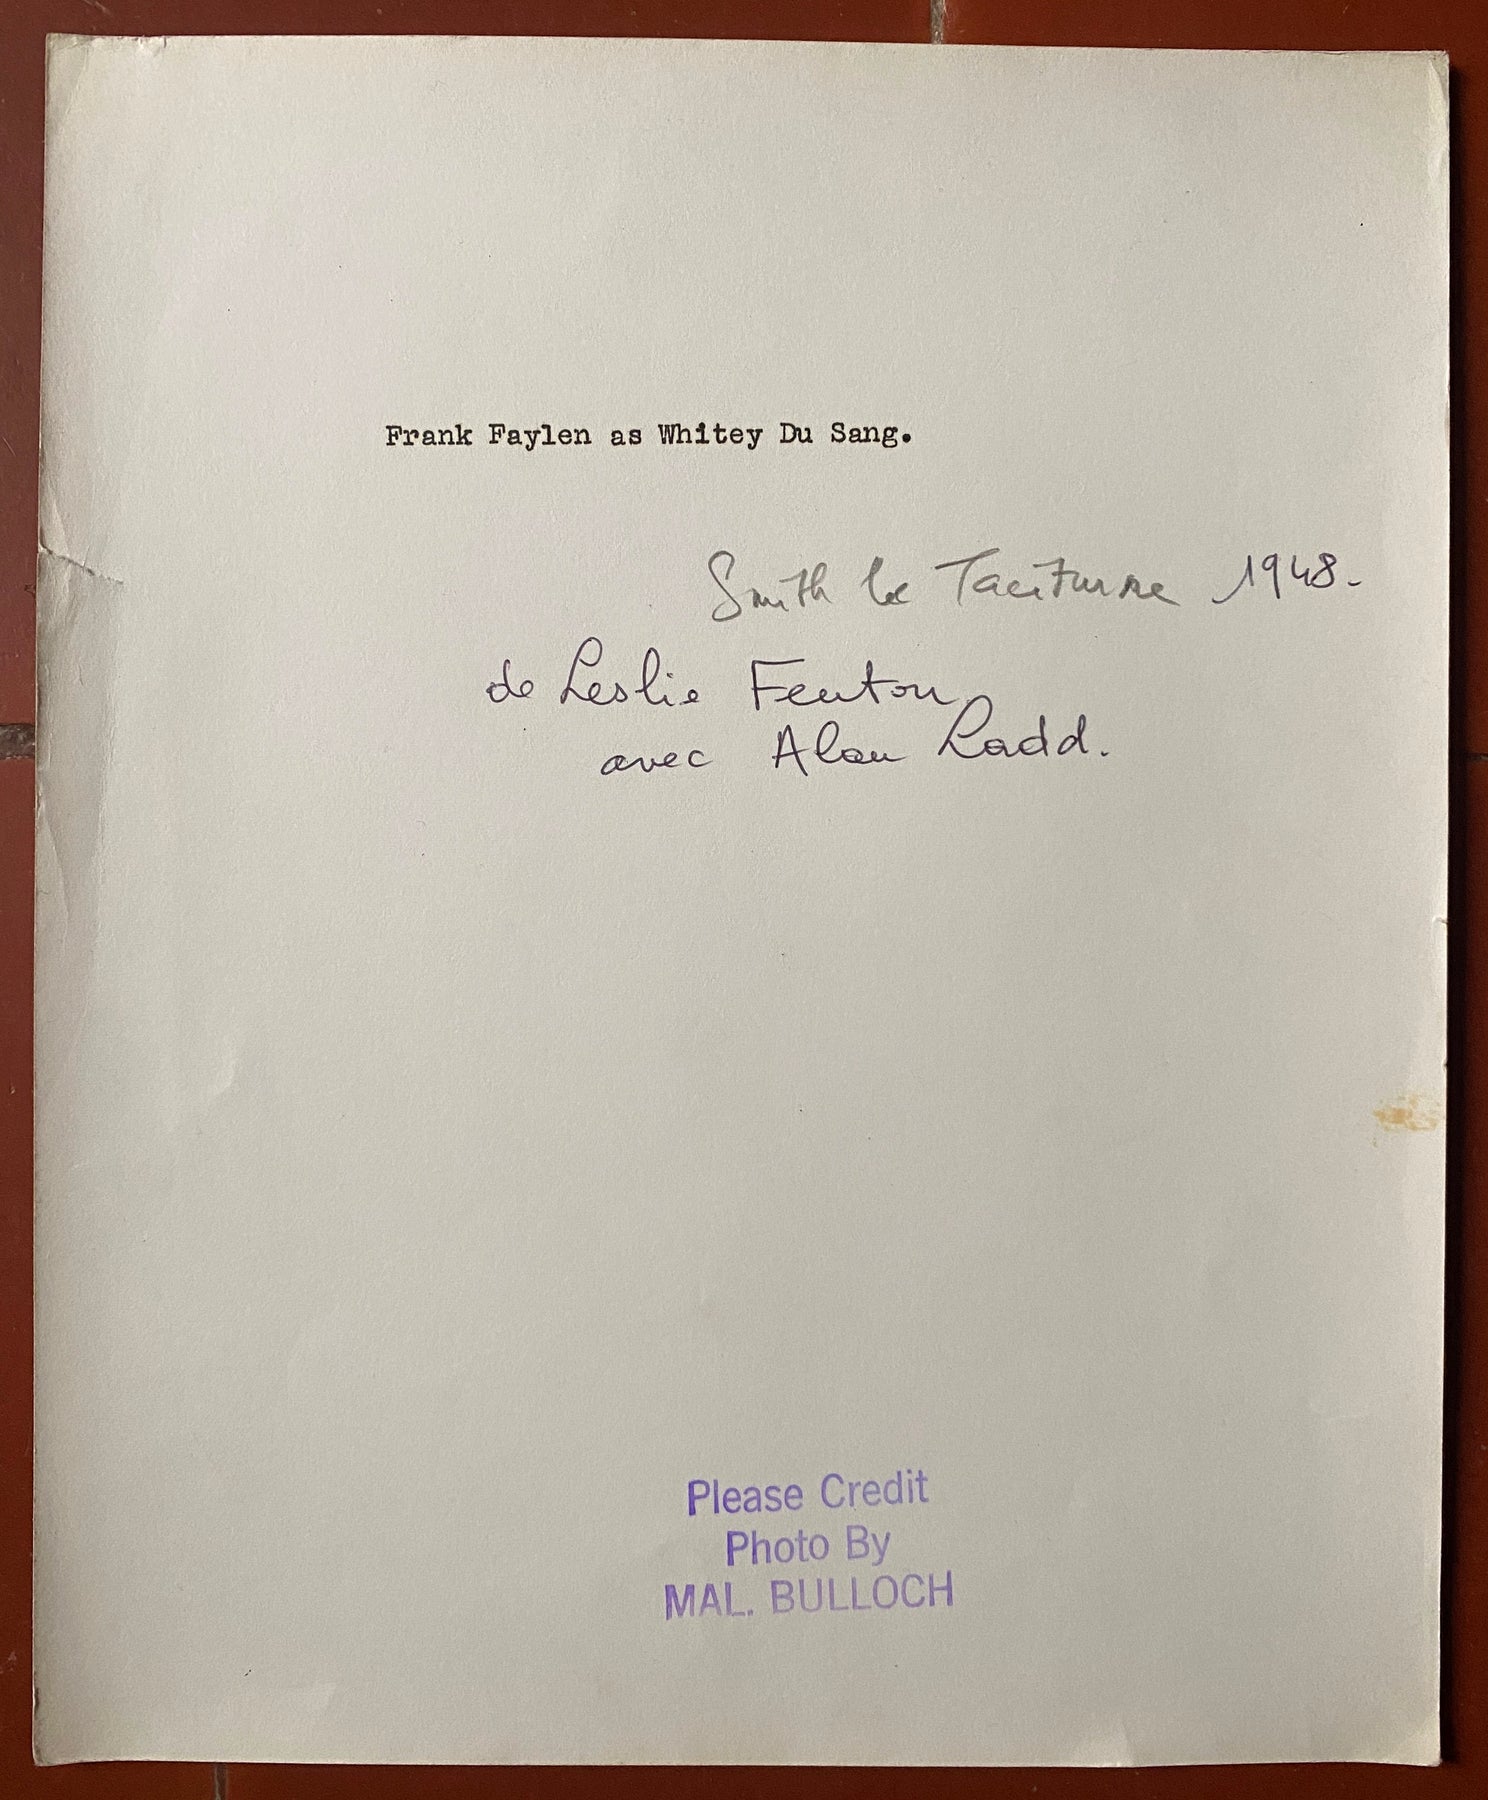 Frank Faylen as Whitey Du Sang.
Smith le Taciturne 1948-
de Leslie Fenton
avec Alan Ladd.
Please Credit
Photo By
MAL. BULLOCH